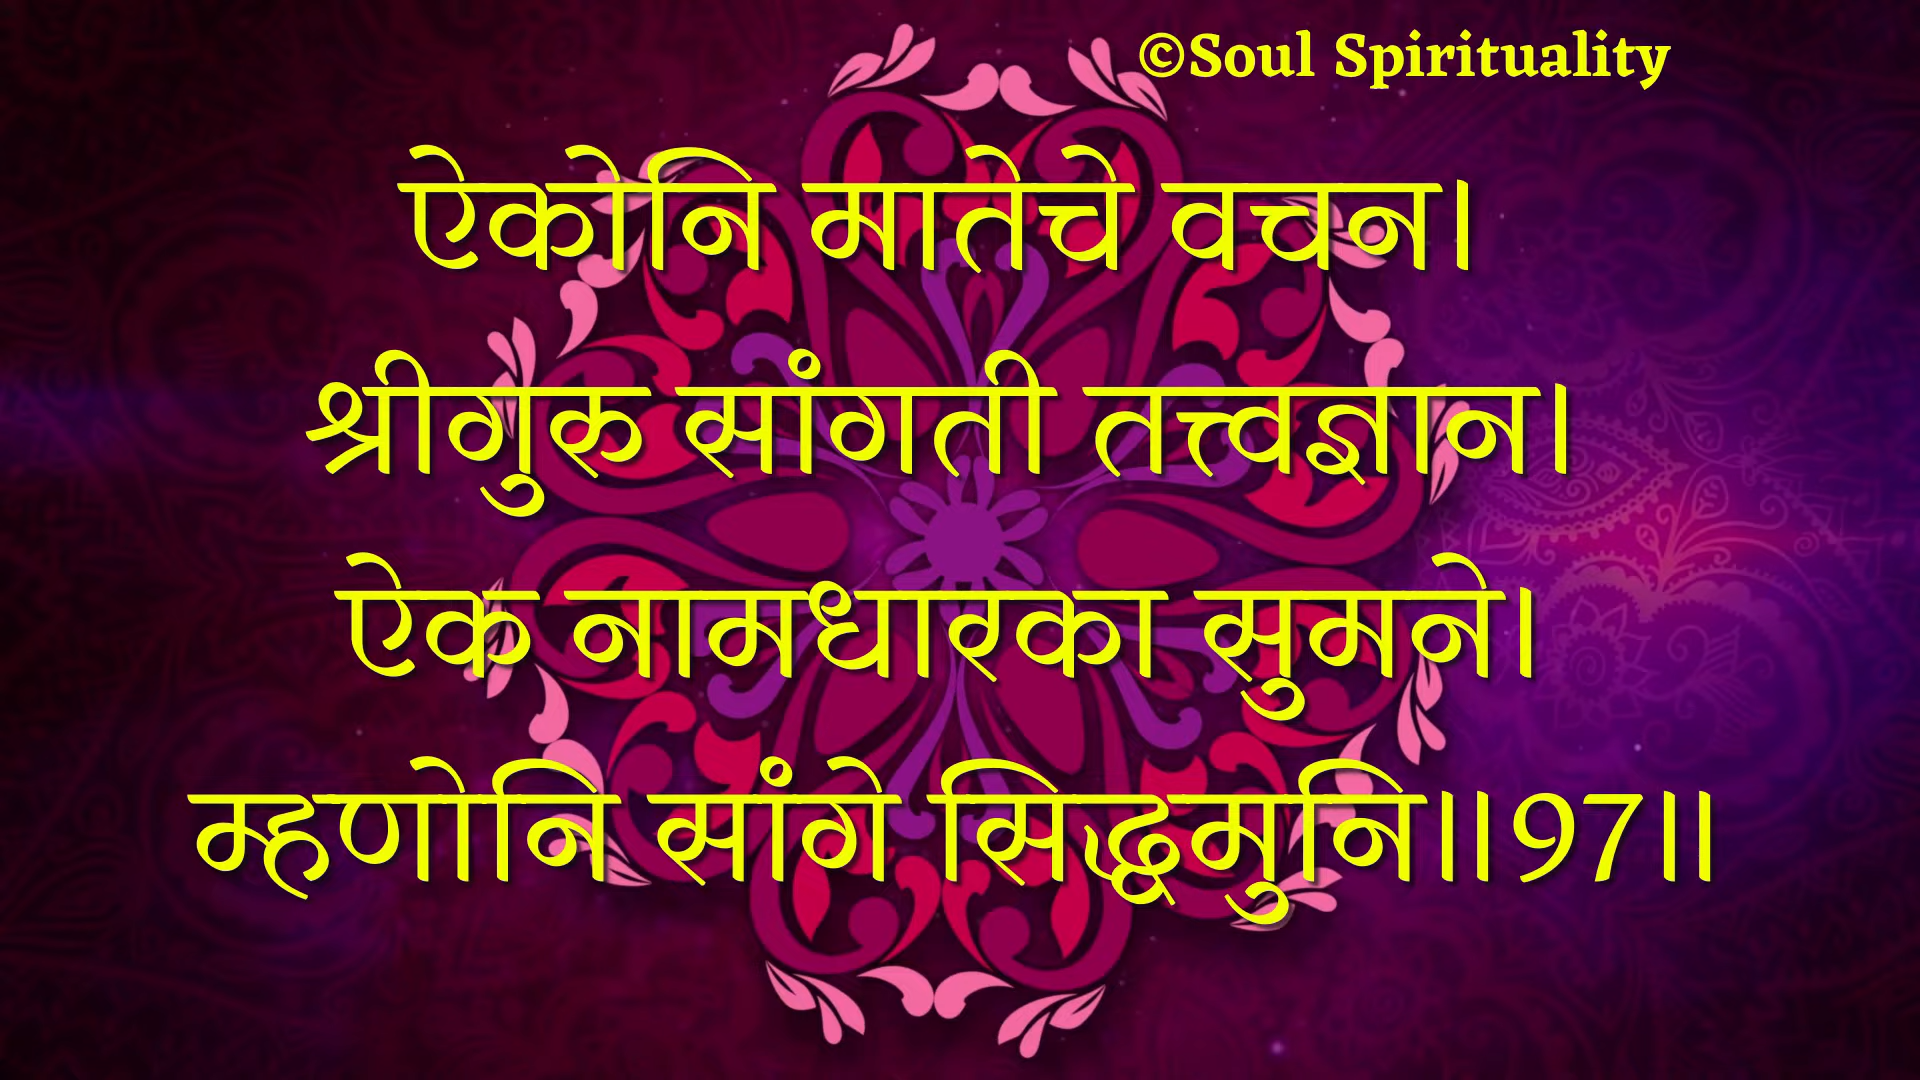 ©Soul Spirituality
ऐकोनि मातेचे वचन।
श्रीगुरु सांगती तत्त्वज्ञान।
ऐक नामधारका सुमने।
म्हणोनि सांगे सिद्धमुनि॥97॥